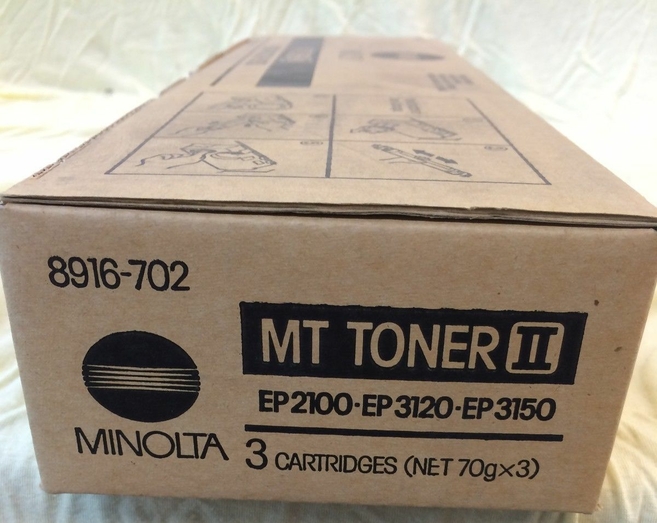 8916-702
MT TONER II
EP2100·EP3120·EP3150
MINOLTA
3 CARTRIDGES (NET 70g×3)